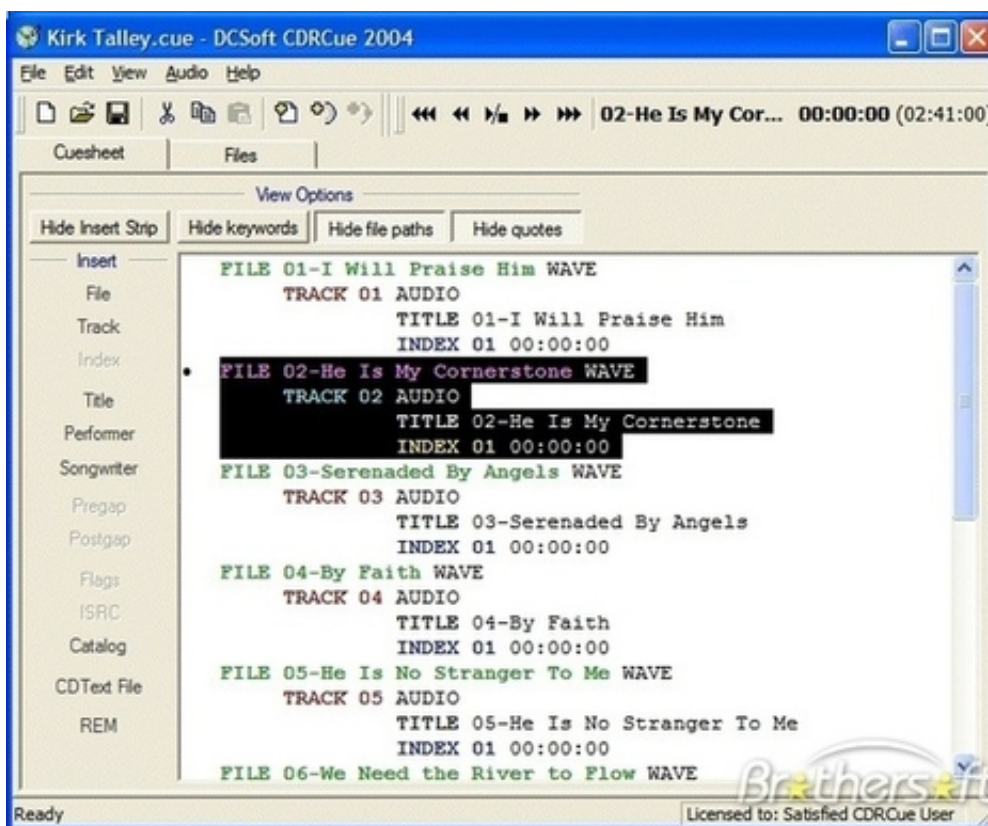 Kirk Talley.cue - DCSoft CDRCue 2004
File Edit View Audio Help
02-He Is My Cor... 00:00:00 (02:41:00)
Cuesheet Files
View Options
Hide Insert Strip Hide keywords Hide file paths Hide quotes
Insert
File
Track
Index
Title
Performer
Songwriter
Pregap
Postgap
Flags
ISRC
Catalog
CDText File
REM
FILE 01-I Will Praise Him WAVE
TRACK 01 AUDIO
TITLE 01-I Will Praise Him
INDEX 01 00:00:00
FILE 02-He Is My Cornerstone WAVE
TRACK 02 AUDIO
TITLE 02-He Is My Cornerstone
INDEX 01 00:00:00
FILE 03-Serenaded By Angels WAVE
TRACK 03 AUDIO
TITLE 03-Serenaded By Angels
INDEX 01 00:00:00
FILE 04-By Faith WAVE
TRACK 04 AUDIO
TITLE 04-By Faith
INDEX 01 00:00:00
FILE 05-He Is No Stranger To Me WAVE
TRACK 05 AUDIO
TITLE 05-He Is No Stranger To Me
INDEX 01 00:00:00
FILE 06-We Need the River to Flow WAVE
Brothersoft
Ready Licensed to: Satisfied CDRCue User